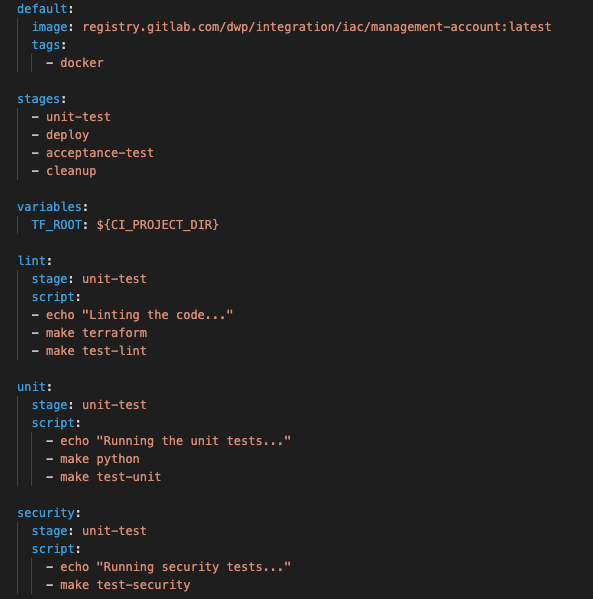 default:
  image: registry.gitlab.com/dwp/integration/iac/management-account:latest
  tags:
    - docker

stages:
  - unit-test
  - deploy
  - acceptance-test
  - cleanup

variables:
  TF_ROOT: ${CI_PROJECT_DIR}

lint:
  stage: unit-test
  script:
  - echo "Linting the code..."
  - make terraform
  - make test-lint

unit:
  stage: unit-test
  script:
    - echo "Running the unit tests..."
    - make python
    - make test-unit

security:
  stage: unit-test
  script:
    - echo "Running security tests..."
    - make test-security